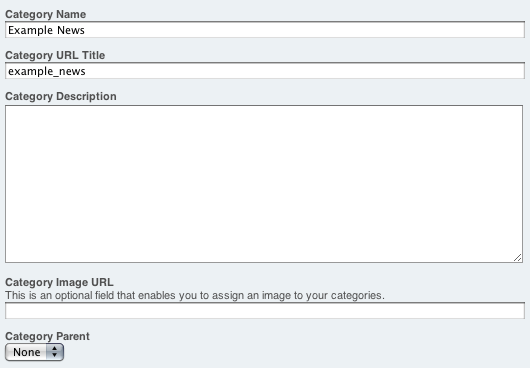 Category Name
Example News
Category URL Title
example_news
Category Description
Category Image URL
This is an optional field that enables you to assign an image to your categories.
Category Parent
None